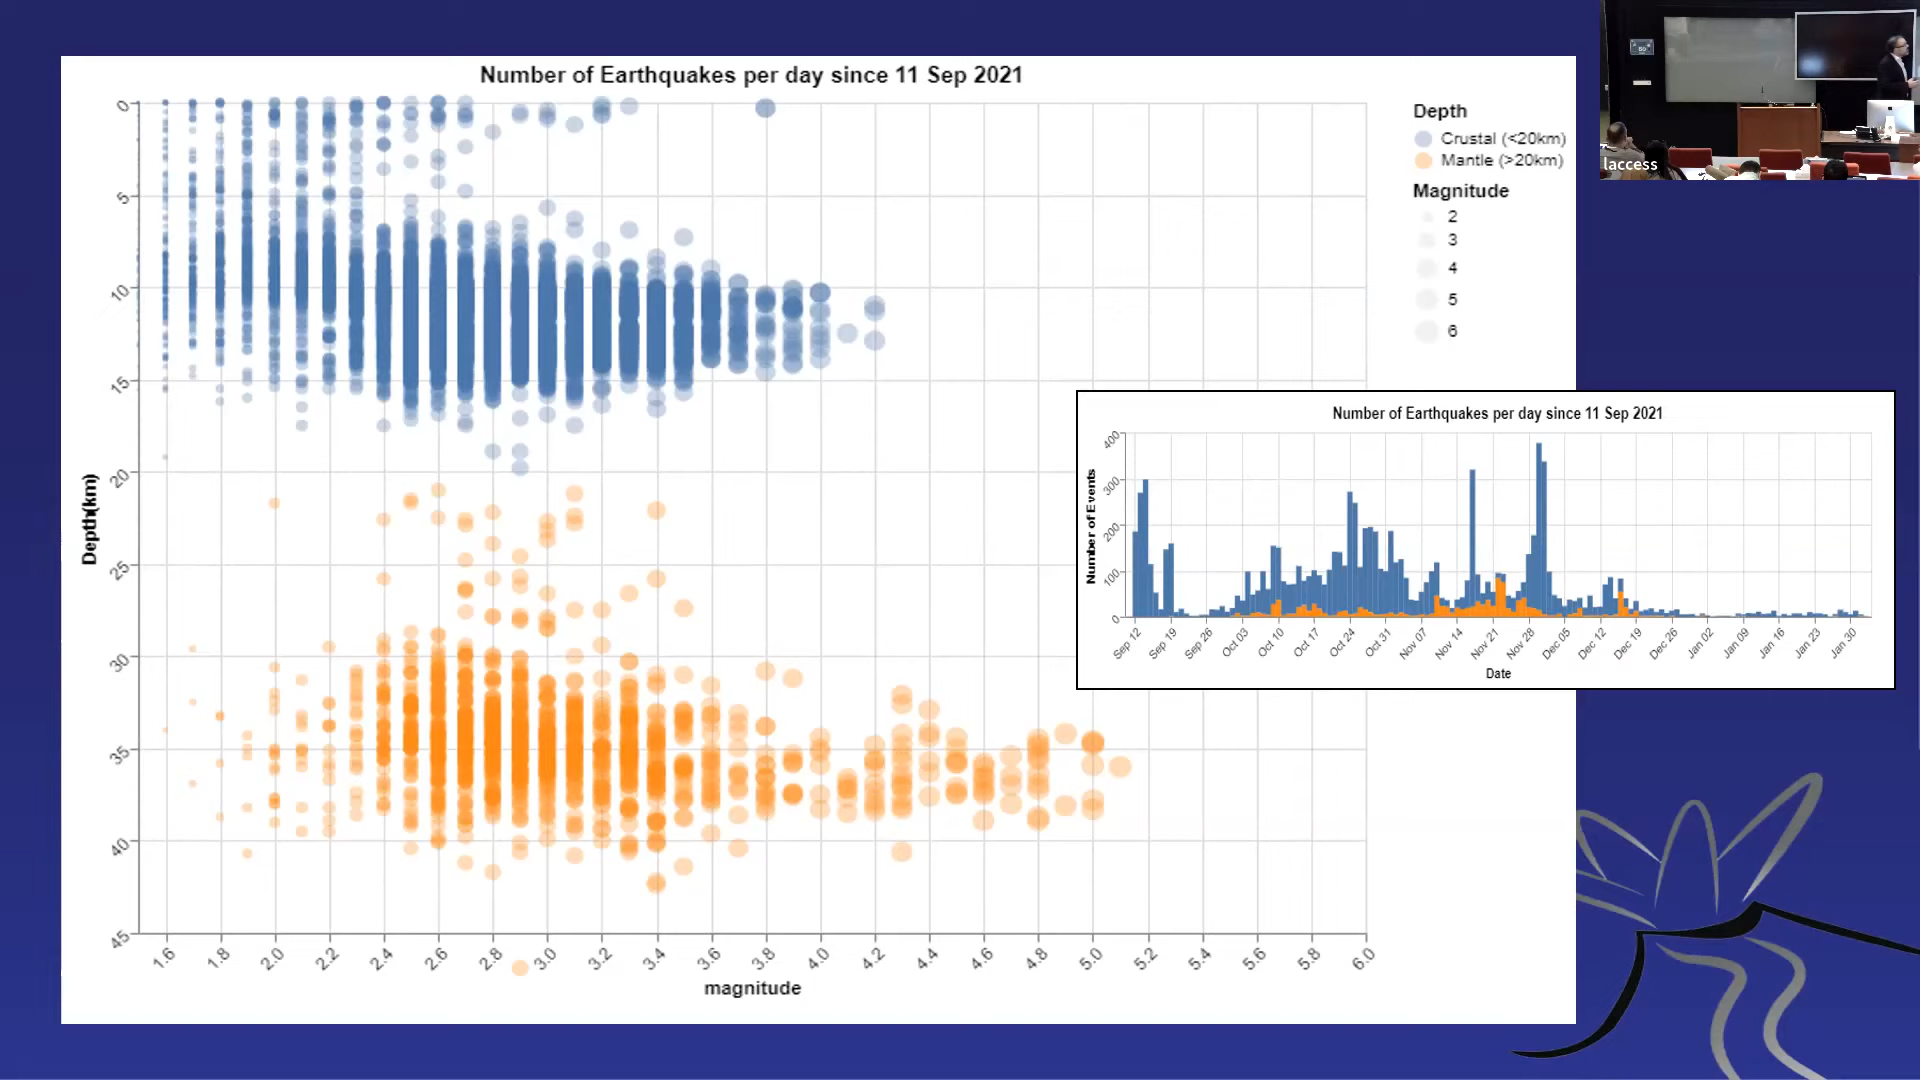 Number of Earthquakes per day since 11 Sep 2021
Depth
Crustal (<20km)
Mantle (>20km)
Magnitude
2
3
4
5
6
laccess
0
5
10
15
20
25
30
35
40
45
Depth(km)
1.6 1.8 2.0 2.2 2.4 2.6 2.8 3.0 3.2 3.4 3.6 3.8 4.0 4.2 4.4 4.6 4.8 5.0 5.2 5.4 5.6 5.8 6.0
magnitude
Number of Earthquakes per day since 11 Sep 2021
400
300
200
100
0
Number of Events
Sep 12 Sep 19 Sep 26 Oct 03 Oct 10 Oct 17 Oct 24 Oct 31 Nov 07 Nov 14 Nov 21 Nov 28 Dec 05 Dec 12 Dec 19 Dec 26 Jan 02 Jan 09 Jan 16 Jan 23 Jan 30
Date